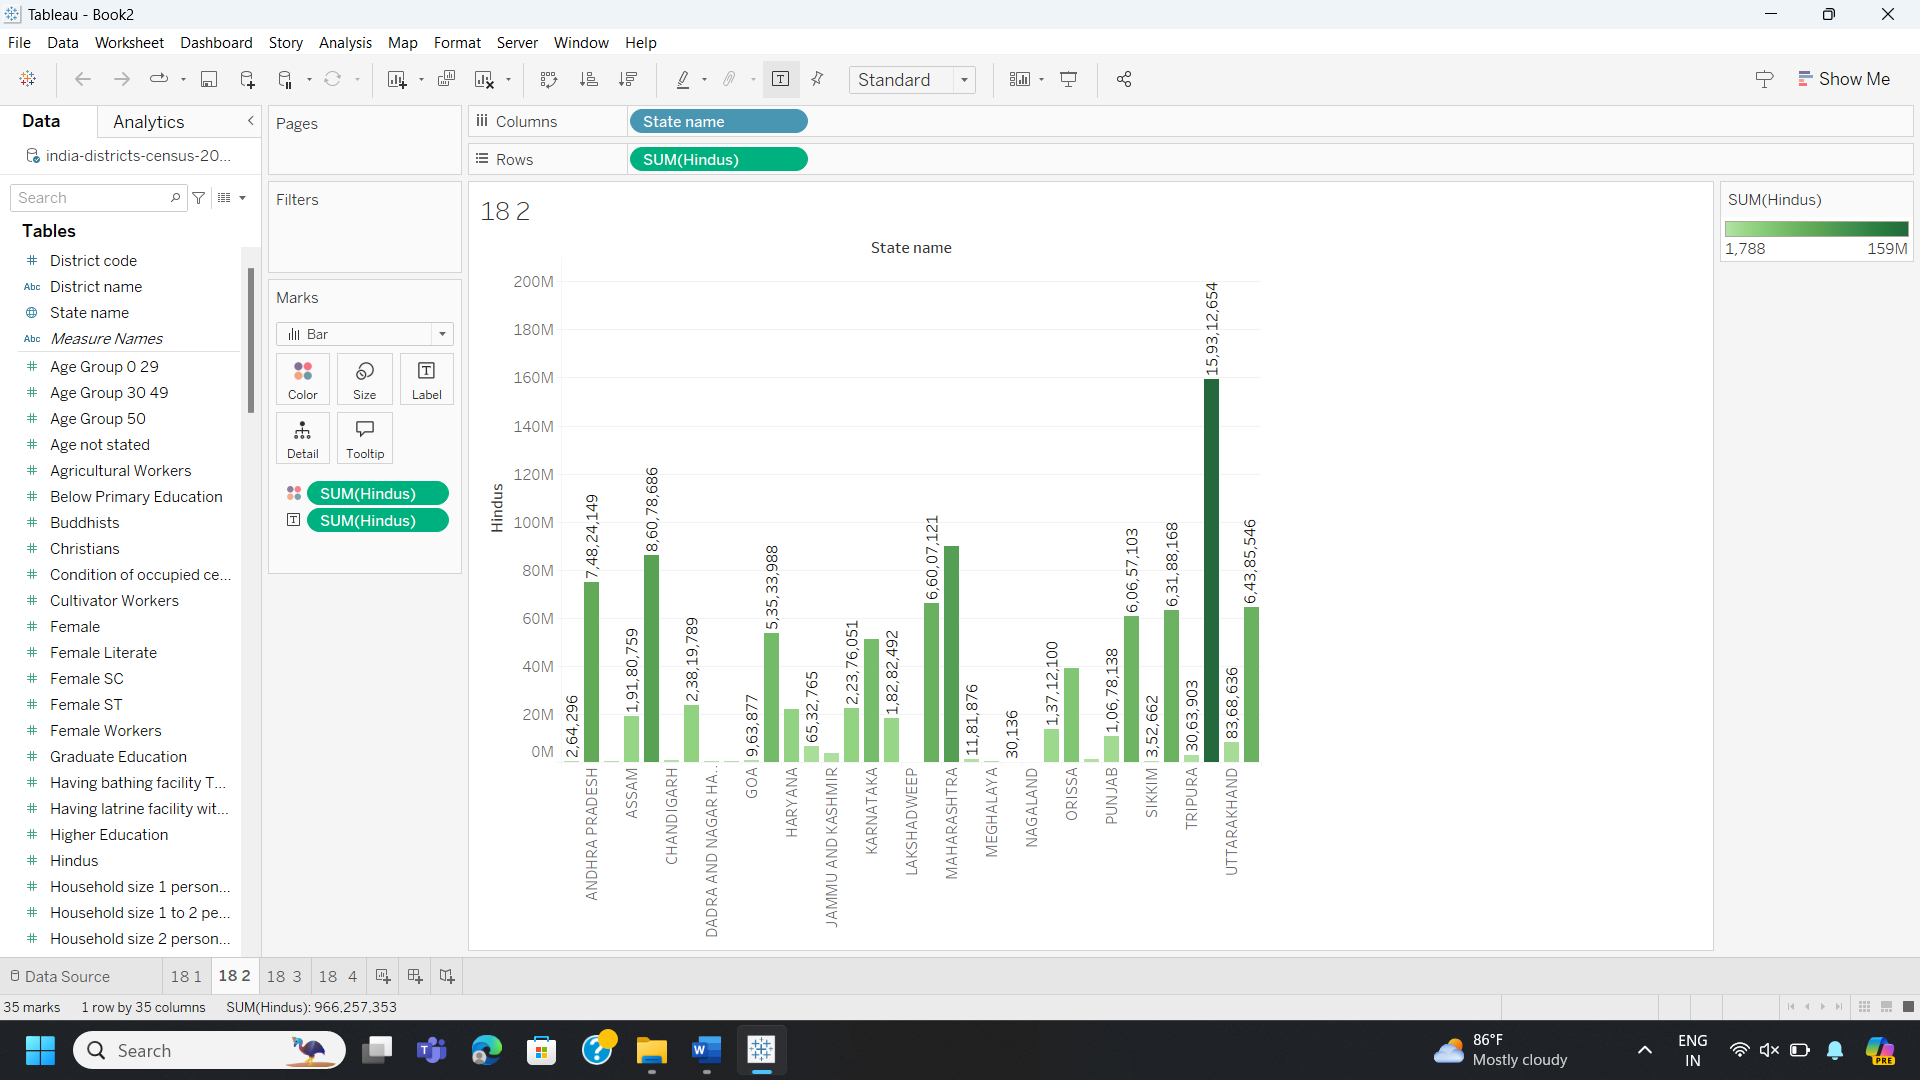 Tableau - Book2
File Data Worksheet Dashboard Story Analysis Map Format Server Window Help
Standard
Show Me
Data Analytics
india-districts-census-20...
Search
Tables
District code
Abc District name
State name
Abc Measure Names
Age Group 0 29
Age Group 30 49
Age Group 50
Age not stated
Agricultural Workers
Below Primary Education
Buddhists
Christians
Condition of occupied ce...
Cultivator Workers
Female
Female Literate
Female SC
Female ST
Female Workers
Graduate Education
Having bathing facility T...
Having latrine facility wit...
Higher Education
Hindus
Household size 1 person...
Household size 1 to 2 pe...
Household size 2 person...
Pages
Filters
Marks
Bar
Color Size Label
Detail Tooltip
SUM(Hindus)
SUM(Hindus)
Columns State name
Rows SUM(Hindus)
18 2
State name
Hindus
200M
180M
160M
140M
120M
100M
80M
60M
40M
20M
0M
2,64,296
7,48,24,149
1,91,80,759
8,60,78,686
2,38,19,789
9,63,877
5,35,33,988
65,32,765
2,23,76,051
1,82,82,492
6,60,07,121
11,81,876
30,136
1,37,12,100
1,06,78,138
6,06,57,103
3,52,662
6,31,88,168
30,63,903
15,93,12,654
83,68,636
6,43,85,546
ANDHRA PRADESH
ASSAM
CHANDIGARH
DADRA AND NAGAR HA..
GOA
HARYANA
JAMMU AND KASHMIR
KARNATAKA
LAKSHADWEEP
MAHARASHTRA
MEGHALAYA
NAGALAND
ORISSA
PUNJAB
SIKKIM
TRIPURA
UTTARAKHAND
SUM(Hindus)
1,788 159M
Data Source 18 1 18 2 18 3 18 4
35 marks 1 row by 35 columns SUM(Hindus): 966,257,353
Search
86°F
Mostly cloudy
ENG
IN
PRE